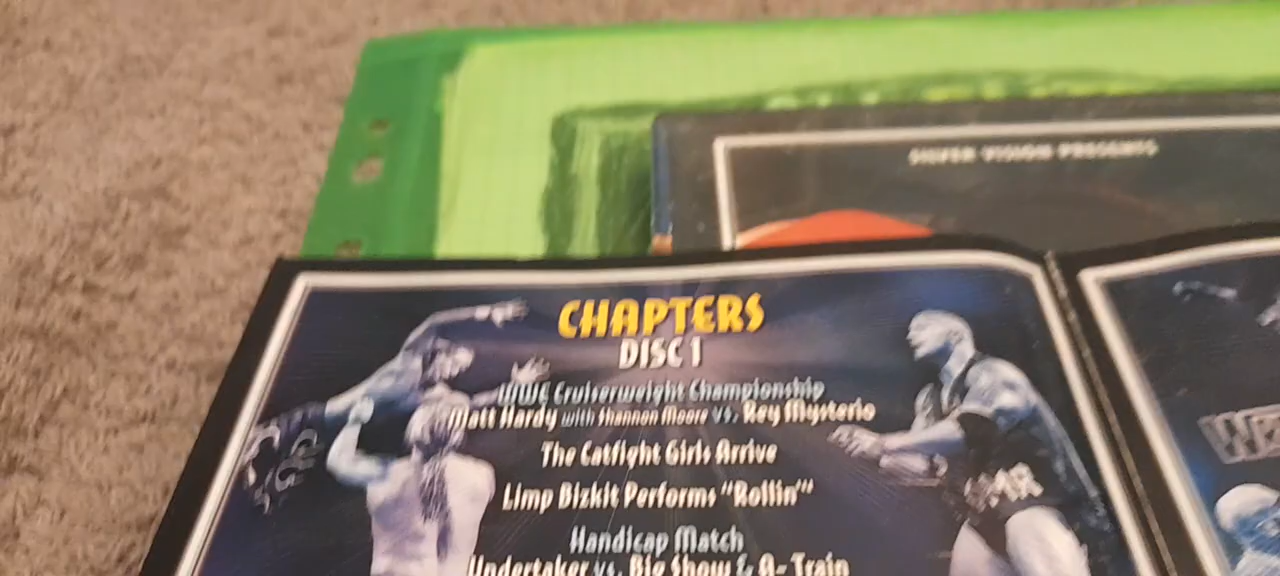 SILVER VISION PRESENTS
CHAPTERS
DISC 1
WWE Cruiserweight Championship
Matt Hardy with Shannon Moore vs. Rey Mysterio
The Catfight Girls Arrive
Limp Bizkit Performs "Rollin'"
Handicap Match
Undertaker vs. Big Show & A-Train